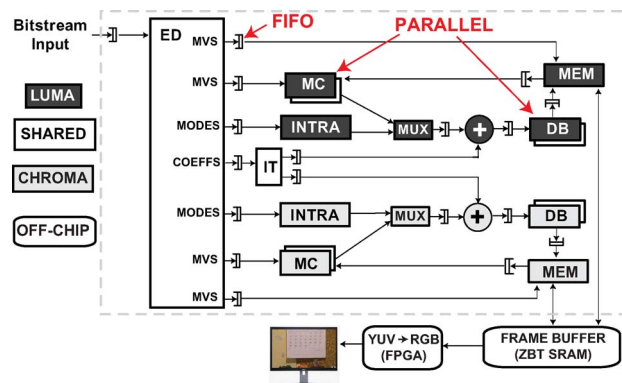 Bitstream
Input
FIFO
PARALLEL
ED
MVS
MEM
MVS
MC
LUMA
MODES
INTRA
MUX
+
DB
SHARED
COEFFS
IT
CHROMA
MODES
INTRA
MUX
+
DB
OFF-CHIP
MVS
MC
MEM
MVS
YUV→RGB
(FPGA)
FRAME BUFFER
(ZBT SRAM)